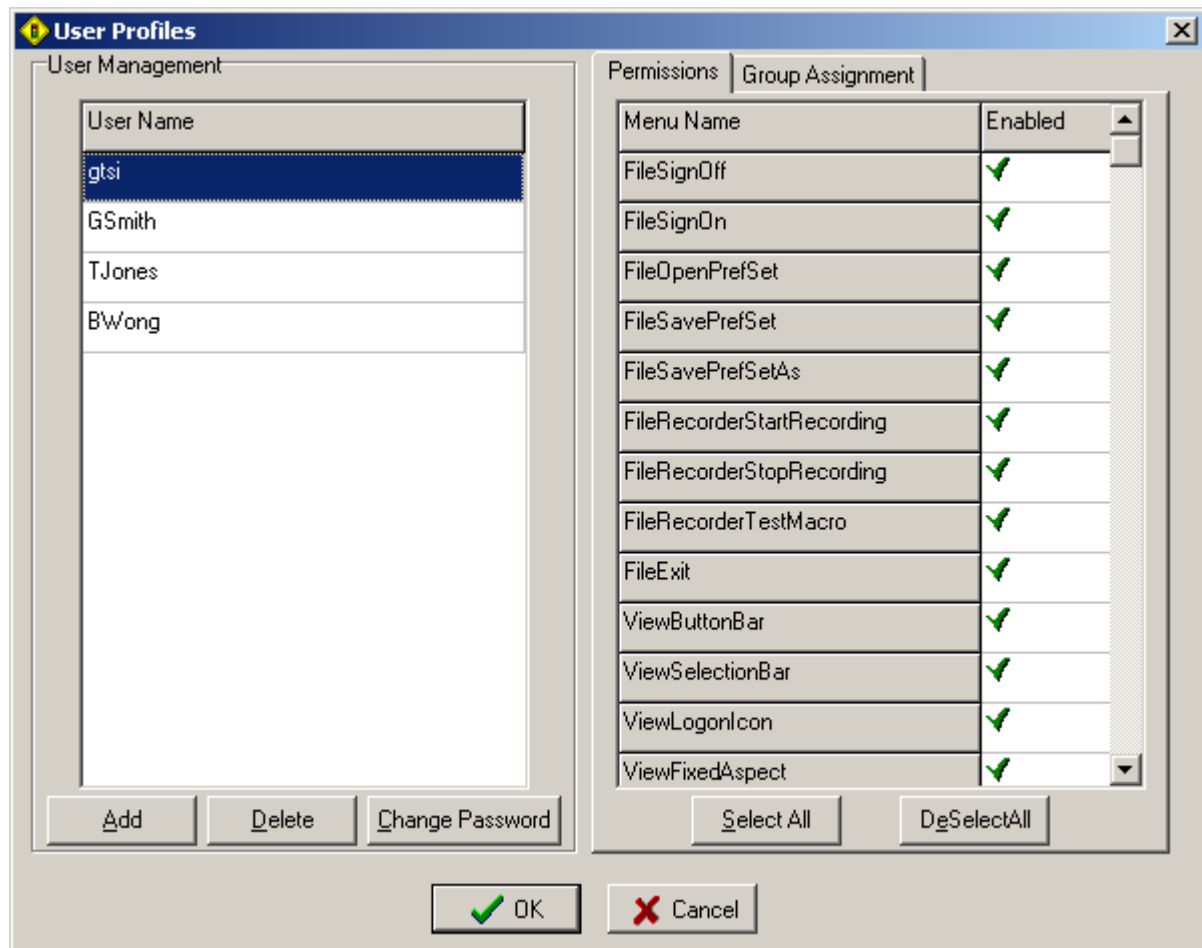 User Profiles
User Management
User Name
gtsi
GSmith
TJones
BWong
Add Delete Change Password
Permissions Group Assignment
Menu Name Enabled
FileSignOff
FileSignOn
FileOpenPrefSet
FileSavePrefSet
FileSavePrefSetAs
FileRecorderStartRecording
FileRecorderStopRecording
FileRecorderTestMacro
FileExit
ViewButtonBar
ViewSelectionBar
ViewLogonIcon
ViewFixedAspect
Select All DeSelectAll
OK Cancel